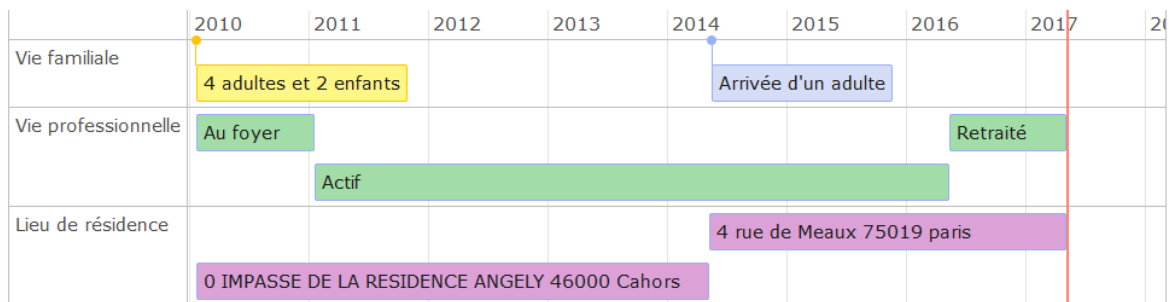 2010 2011 2012 2013 2014 2015 2016 2017
Vie familiale
4 adultes et 2 enfants Arrivée d'un adulte
Vie professionnelle Au foyer Retraité
Actif
Lieu de résidence 4 rue de Meaux 75019 paris
0 IMPASSE DE LA RESIDENCE ANGELY 46000 Cahors